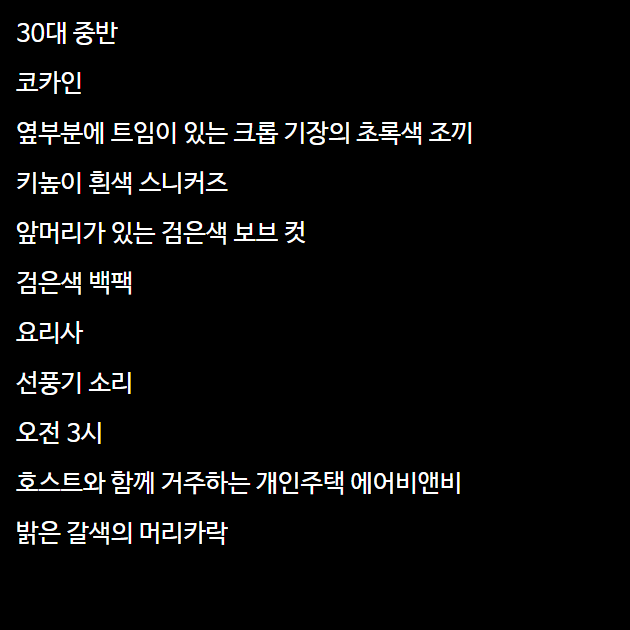 30대 중반
코카인
옆부분에 트임이 있는 크롭 기장의 초록색 조끼
키높이 흰색 스니커즈
앞머리가 있는 검은색 보브 컷
검은색 백팩
요리사
선풍기 소리
오전 3시
호스트와 함께 거주하는 개인주택 에어비앤비
밝은 갈색의 머리카락